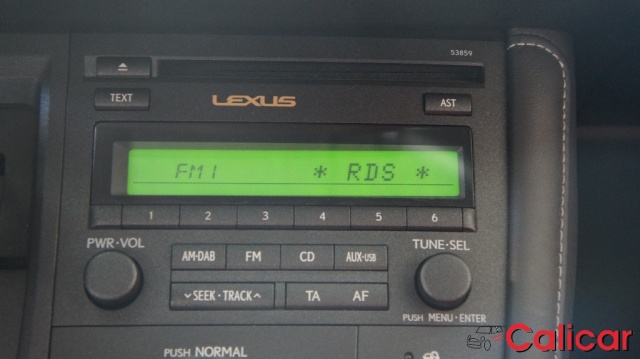 53859
TEXT
LEXUS
AST
FM1 * RDS *
1 2 3 4 5 6
PWR·VOL
TUNE·SEL
AM·DAB FM CD AUX·USB
SEEK·TRACK
TA AF
PUSH MENU·ENTER
PUSH NORMAL
Calicar